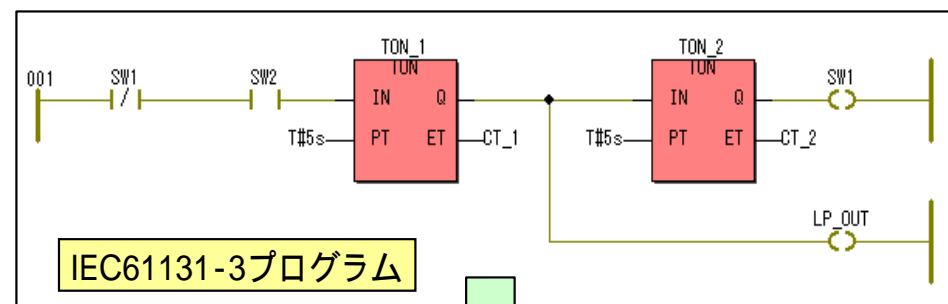 TON_1
TON_2
001
SW1
SW2
TON
TON
SW1
IN
Q
IN
Q
T#5s
PT
ET
CT_1
T#5s
PT
ET
CT_2
LP_OUT
IEC61131-3プログラム